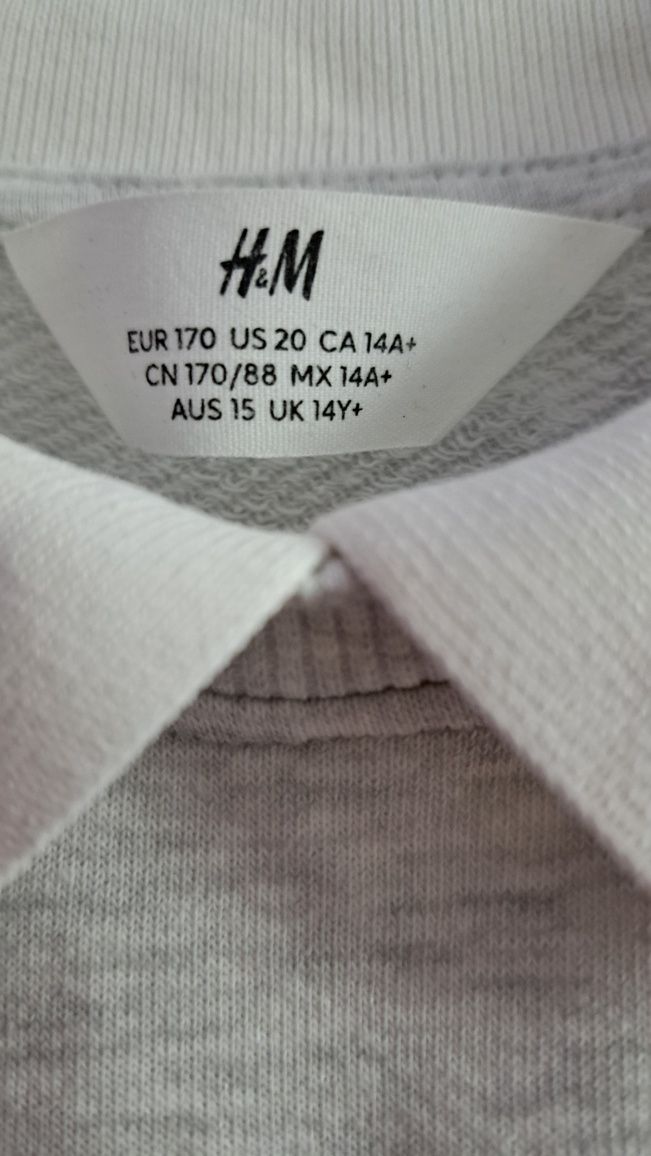 H&M
EUR 170 US 20 CA 14A+
CN 170/88 MX 14A+
AUS 15 UK 14Y+